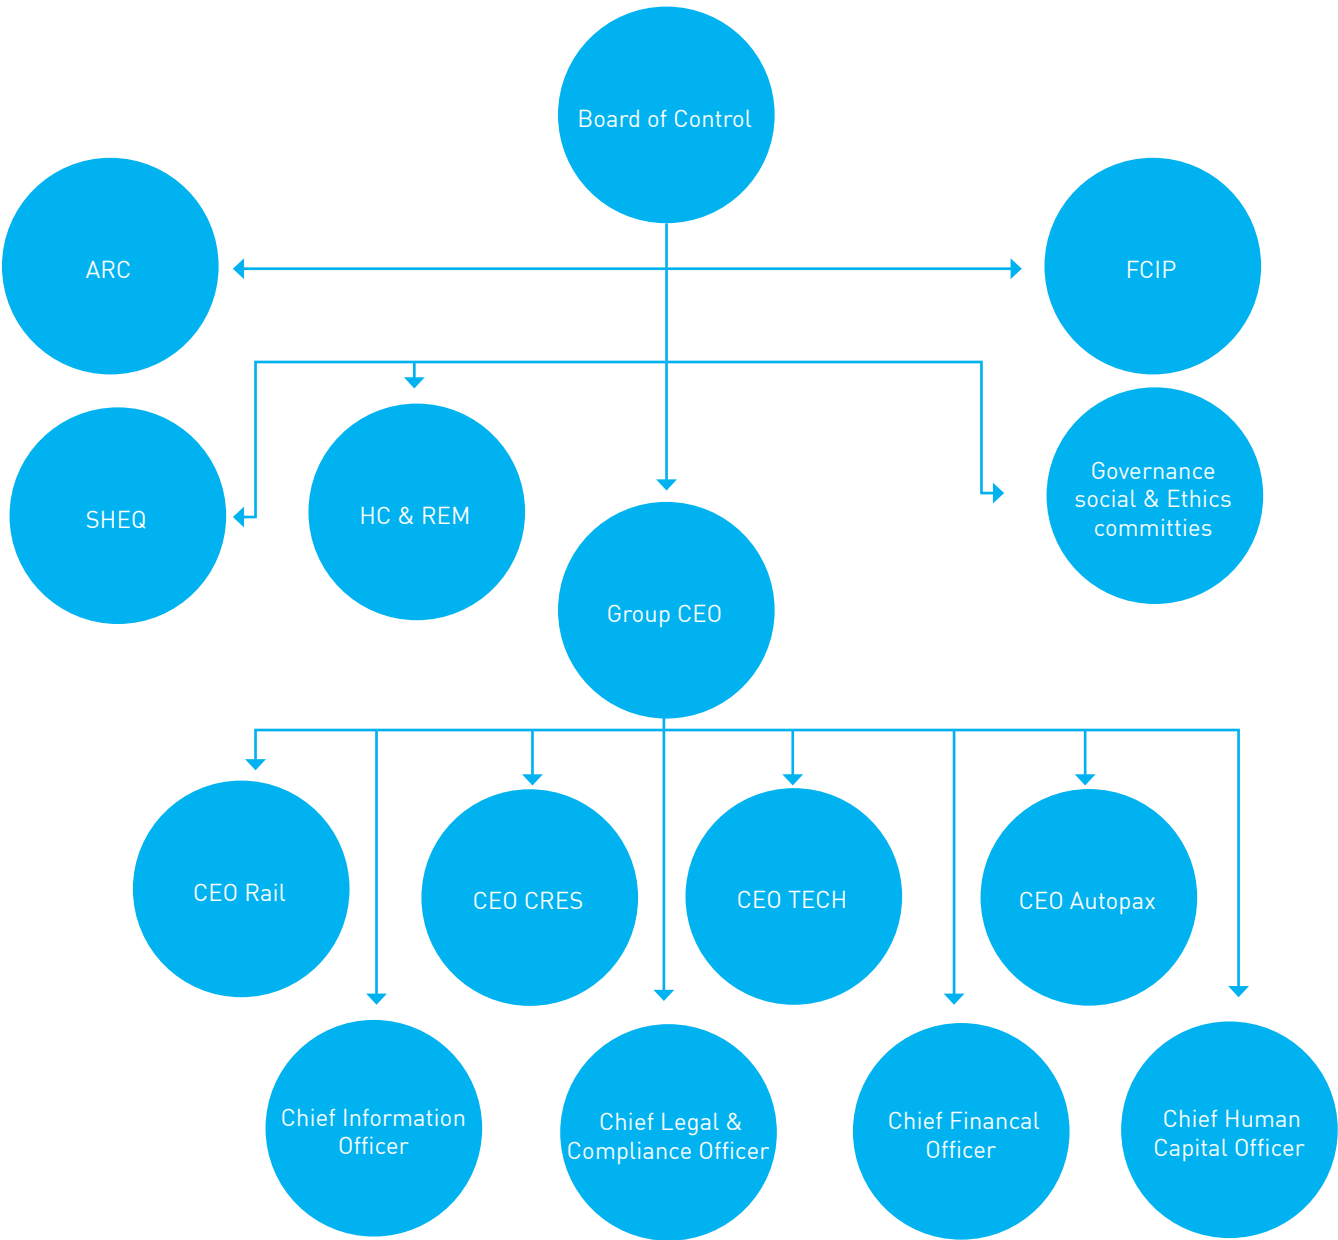 Board of Control
ARC
FCIP
SHEQ
HC & REM
Governance
social & Ethics
committies
Group CEO
CEO Rail
CEO CRES
CEO TECH
CEO Autopax
Chief Information
Officer
Chief Legal &
Compliance Officer
Chief Financal
Officer
Chief Human
Capital Officer